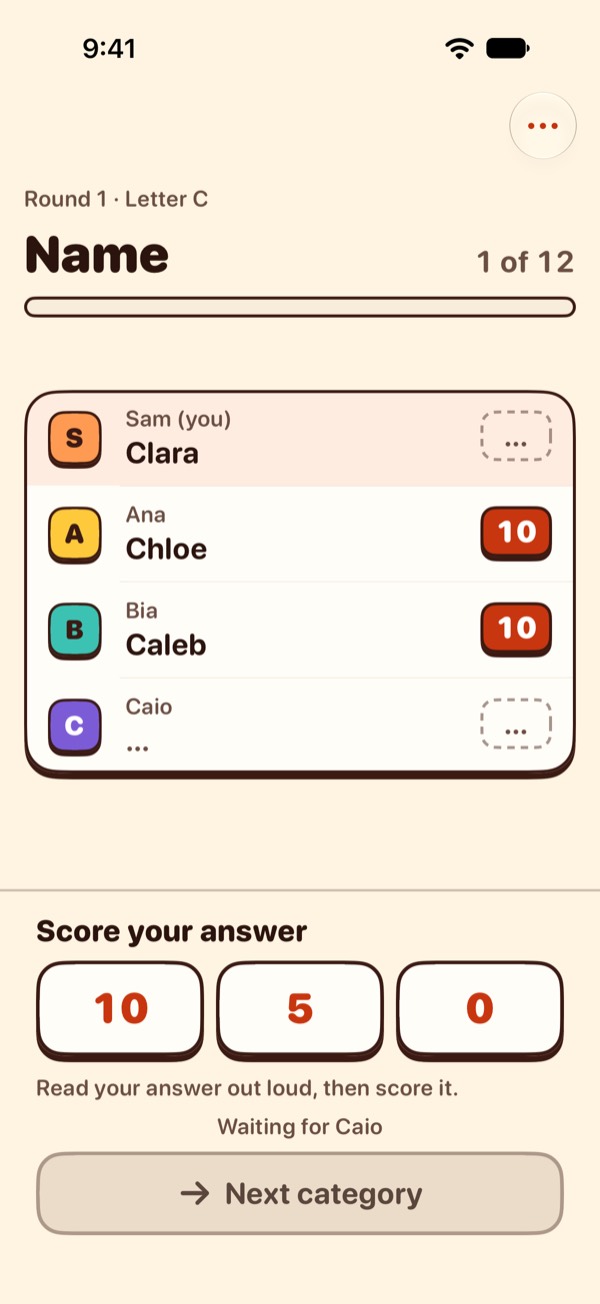 9:41
Round 1 · Letter C
Name
1 of 12
S
Sam (you)
Clara
...
A
Ana
Chloe
10
B
Bia
Caleb
10
C
Caio
...
...
Score your answer
10
5
0
Read your answer out loud, then score it.
Waiting for Caio
→ Next category